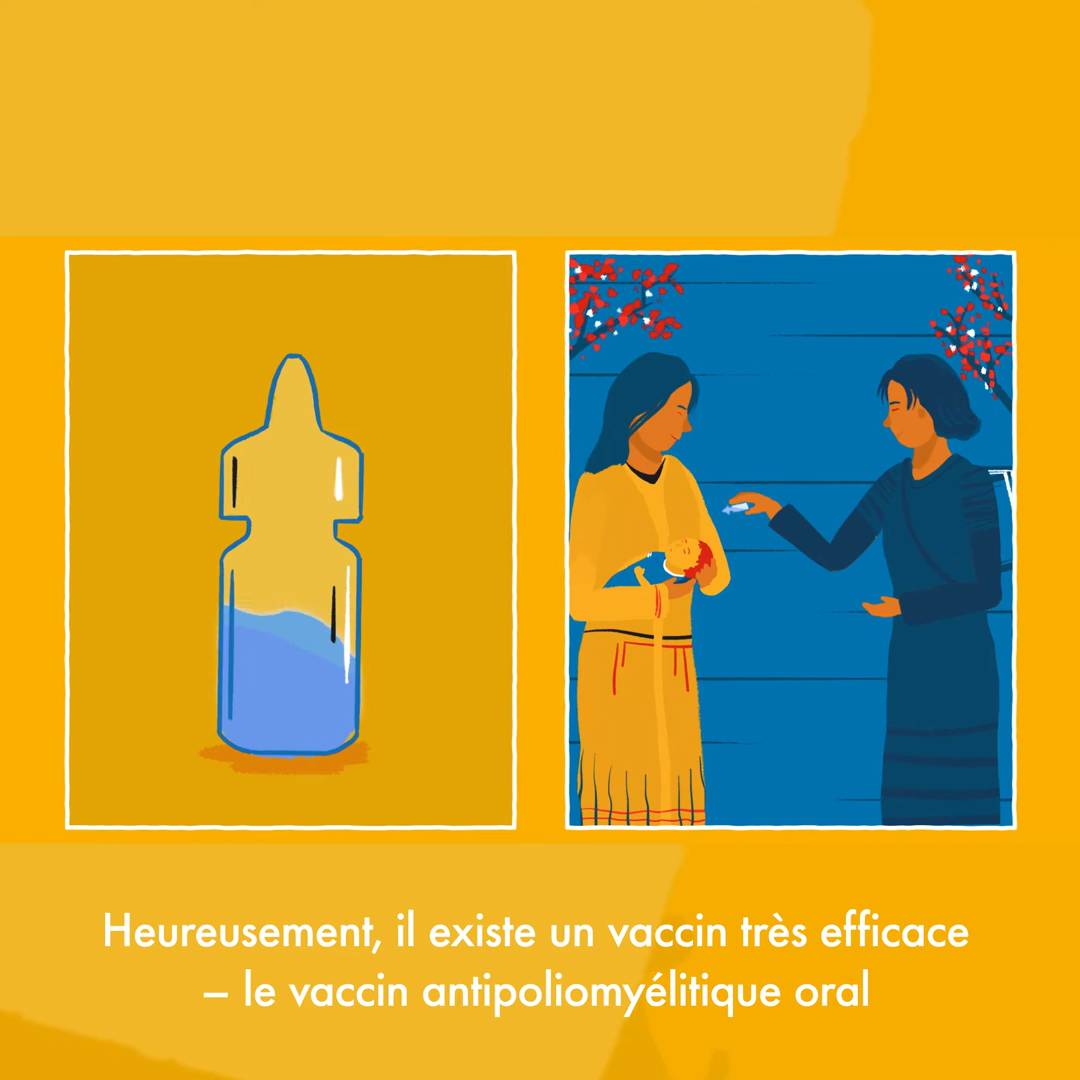 Heureusement, il existe un vaccin très efficace
– le vaccin antipoliomyélitique oral